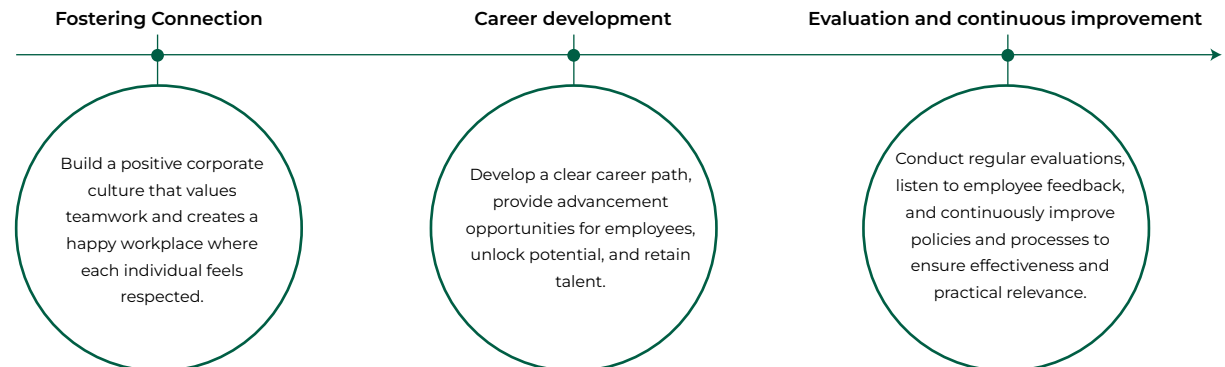 Fostering Connection
Career development
Evaluation and continuous improvement
Build a positive corporate
culture that values
teamwork and creates a
happy workplace where
each individual feels
respected.
Develop a clear career path,
provide advancement
opportunities for employees,
unlock potential, and retain
talent.
Conduct regular evaluations,
listen to employee feedback,
and continuously improve
policies and processes to
ensure effectiveness and
practical relevance.